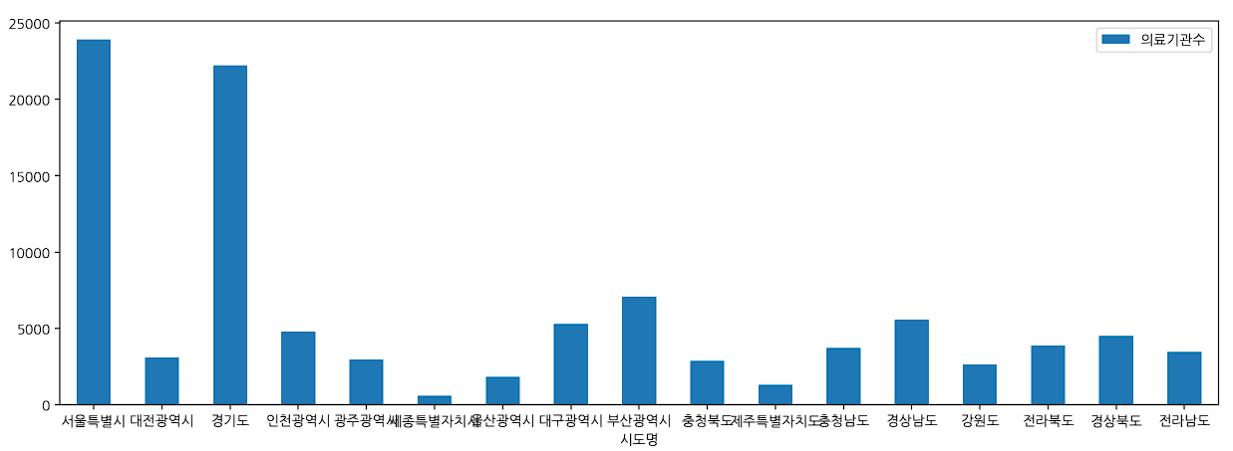 25000
20000
15000
10000
5000
0
의료기관수
서울특별시 대전광역시 경기도 인천광역시 광주광역시 세종특별자치시 울산광역시 대구광역시 부산광역시 충청북도 제주특별자치도 충청남도 경상남도 강원도 전라북도 경상북도 전라남도
시도명